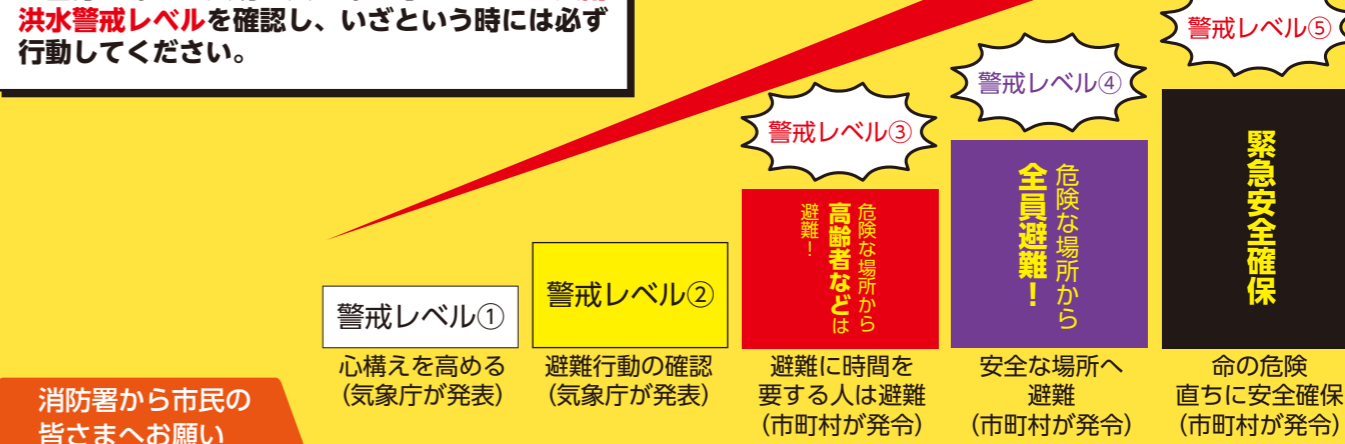 洪水警戒レベルを確認し、いざという時には必ず
行動してください。
警戒レベル①
心構えを高める
(気象庁が発表)
警戒レベル②
避難行動の確認
(気象庁が発表)
警戒レベル③
危険な場所から
高齢者などは
避難!
避難に時間を
要する人は避難
(市町村が発令)
警戒レベル④
危険な場所から
全員避難!
安全な場所へ
避難
(市町村が発令)
警戒レベル⑤
緊急安全確保
命の危険
直ちに安全確保
(市町村が発令)
消防署から市民の
皆さまへお願い